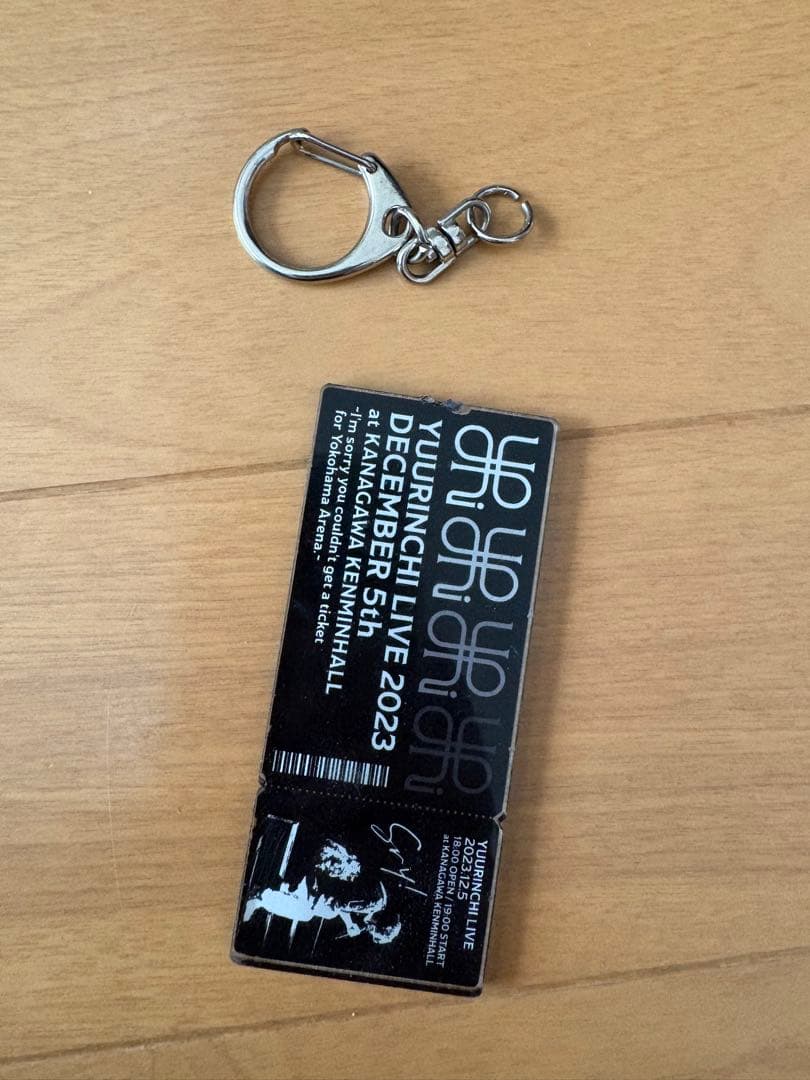 YUURINCHI LIVE 2023
DECEMBER 5th
at KANAGAWA KENMINHALL
~I'm sorry you couldn't get a ticket
for Yokohama Arena.~
YUURINCHI LIVE
2023.12.5
18:00 OPEN / 19:00 START
at KANAGAWA KENMINHALL
Sry!